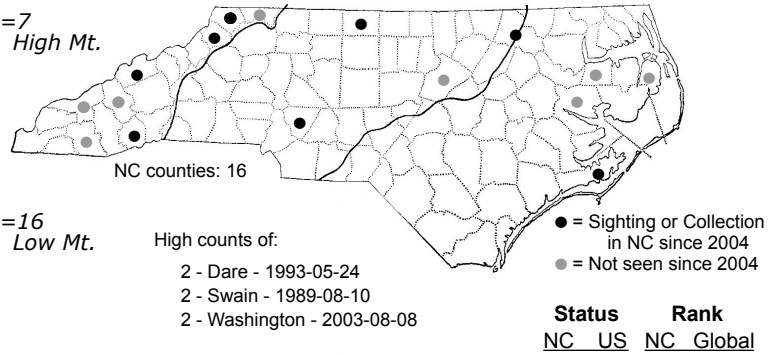 =7
High Mt.
NC counties: 16
=16
Low Mt.
High counts of:
2 - Dare - 1993-05-24
2 - Swain - 1989-08-10
2 - Washington - 2003-08-08
= Sighting or Collection
in NC since 2004
= Not seen since 2004
Status Rank
NC US NC Global